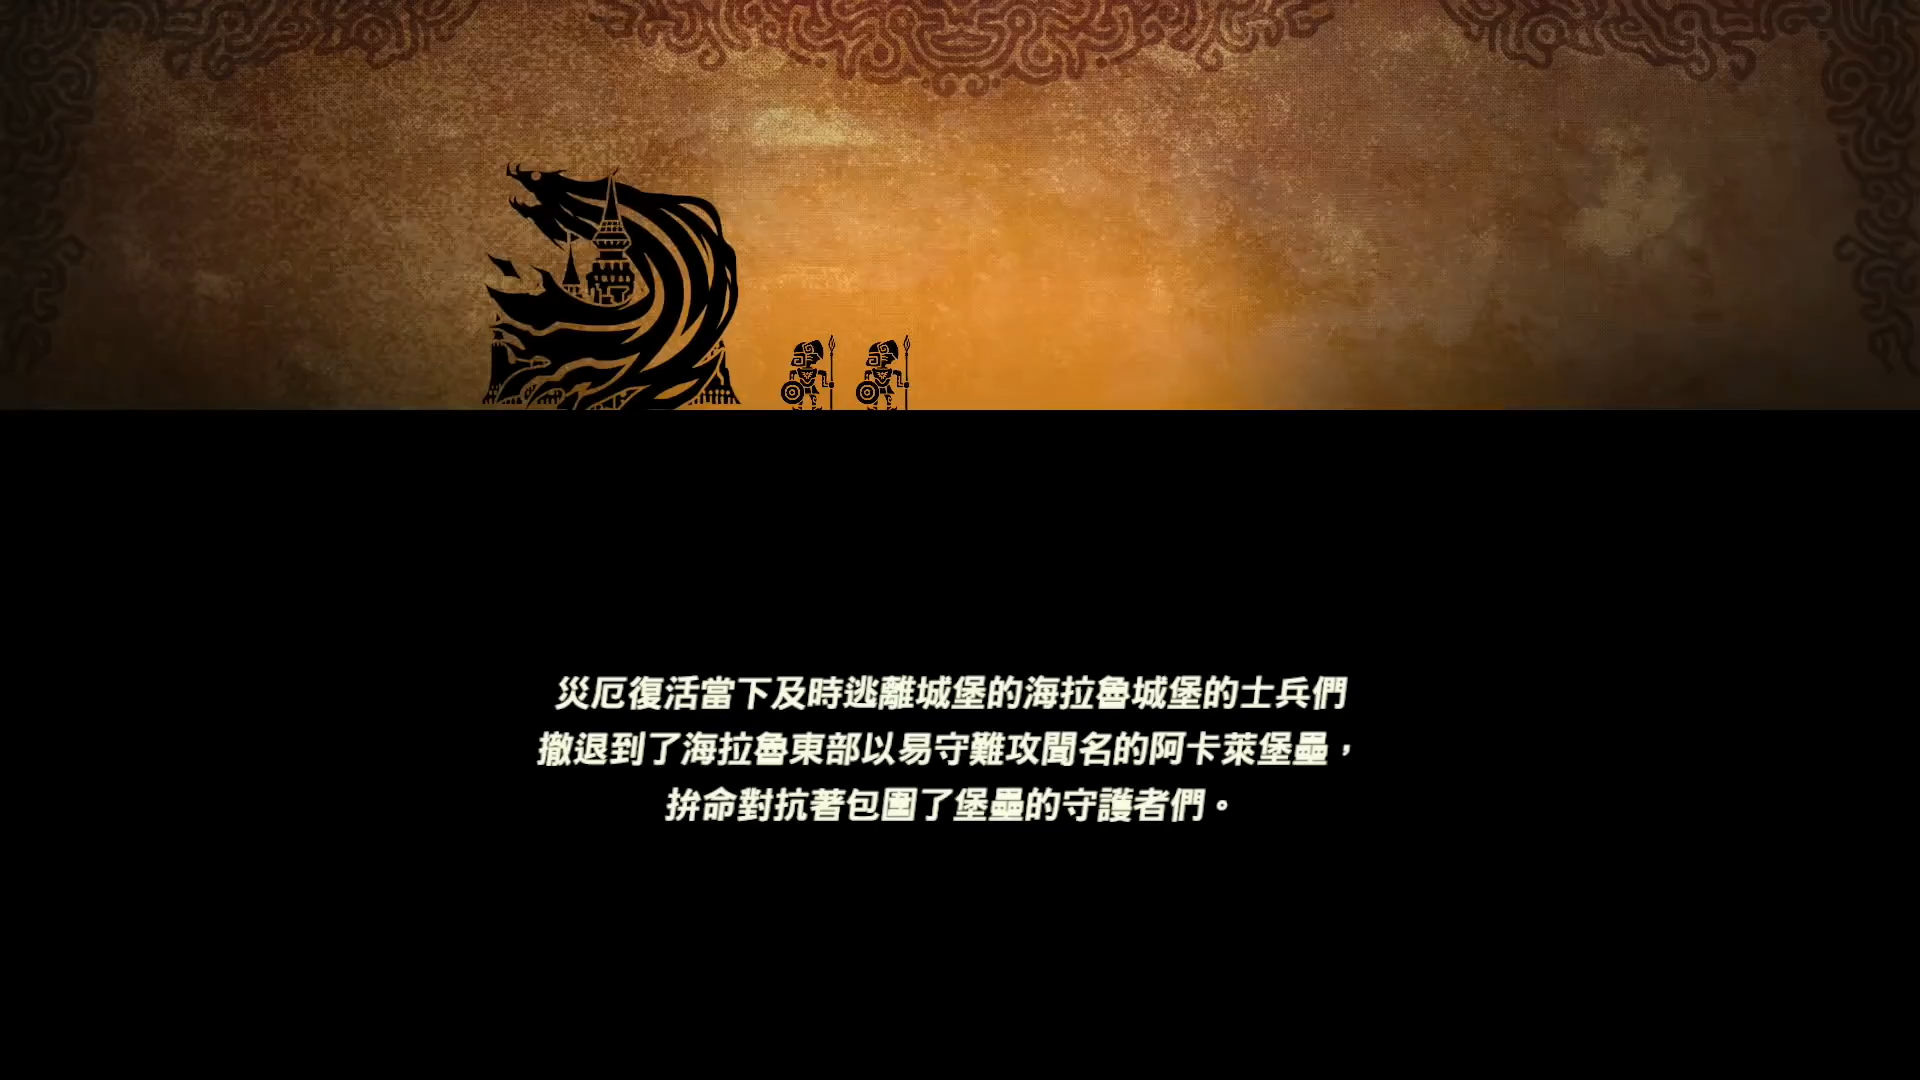 災厄復活當下及時逃離城堡的海拉魯城堡的士兵們
撤退到了海拉魯東部以易守難攻聞名的阿卡萊堡壘，
拚命對抗著包圍了堡壘的守護者們。